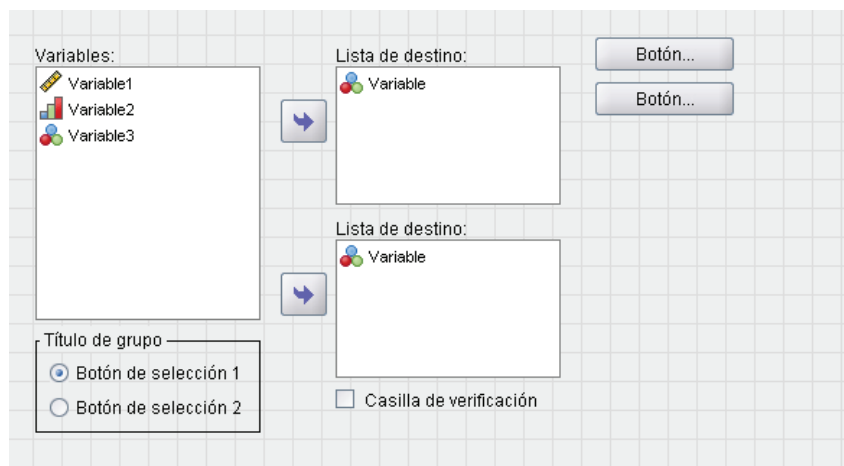 Variables:
Variable1
Variable2
Variable3
Título de grupo
Botón de selección 1
Botón de selección 2
Lista de destino:
Variable
Lista de destino:
Variable
Casilla de verificación
Botón...
Botón...